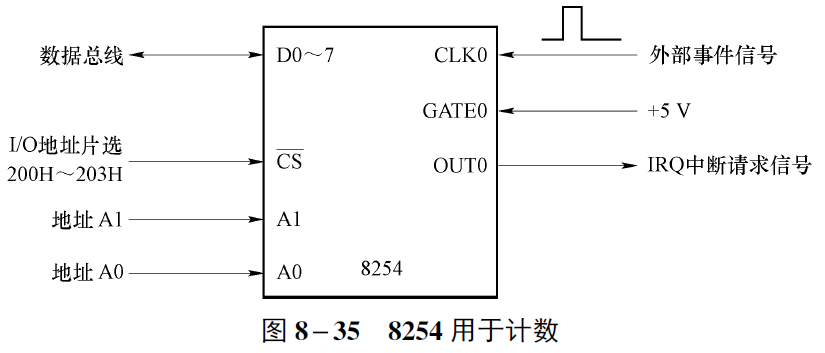 数据总线
D0～7
CLK0
外部事件信号
GATE0
+5 V
I/O地址片选
200H～203H
CS
OUT0
IRQ中断请求信号
地址 A1
A1
地址 A0
A0
8254
图 8－35 8254 用于计数